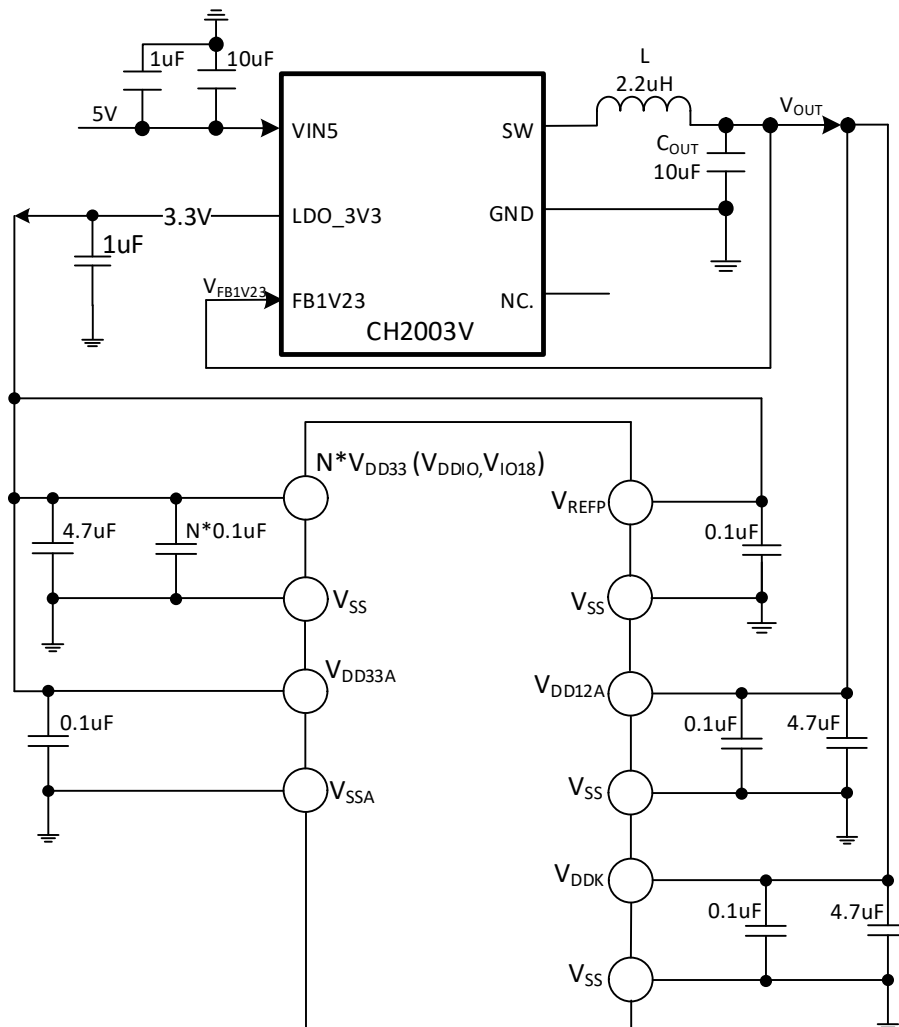 1uF
10uF
5V
VIN5
SW
L
2.2uH
VOUT
COUT
10uF
3.3V
LDO_3V3
GND
1uF
VFB1V23
FB1V23
NC.
CH2003V
N*VDD33 (VDDIO,VIO18)
VREFP
4.7uF
N*0.1uF
0.1uF
VSS
VSS
VDD33A
VDD12A
0.1uF
0.1uF
4.7uF
VSSA
VSS
VDDK
0.1uF
4.7uF
VSS